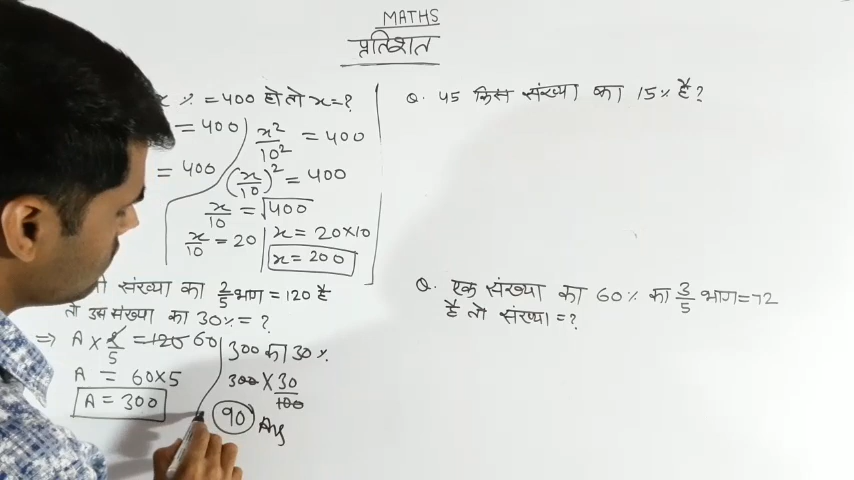 MATHS
प्रतिशत
x % = 400 हो तो x = ?
= 400
= 400
x²/10² = 400
(x/10)² = 400
x/10 = √400
x/10 = 20
x = 20×10
x = 200
संख्या का 2/5 भाग = 120 है
तो उस संख्या का 30% = ?
⇒ A × 2/5 = 120 60
A = 60×5
A = 300
300 का 30 %
300 × 30/100
90 Ans
Q. 45 किस संख्या का 15% है?
Q. एक संख्या का 60% का 3/5 भाग = 72
है तो संख्या = ?